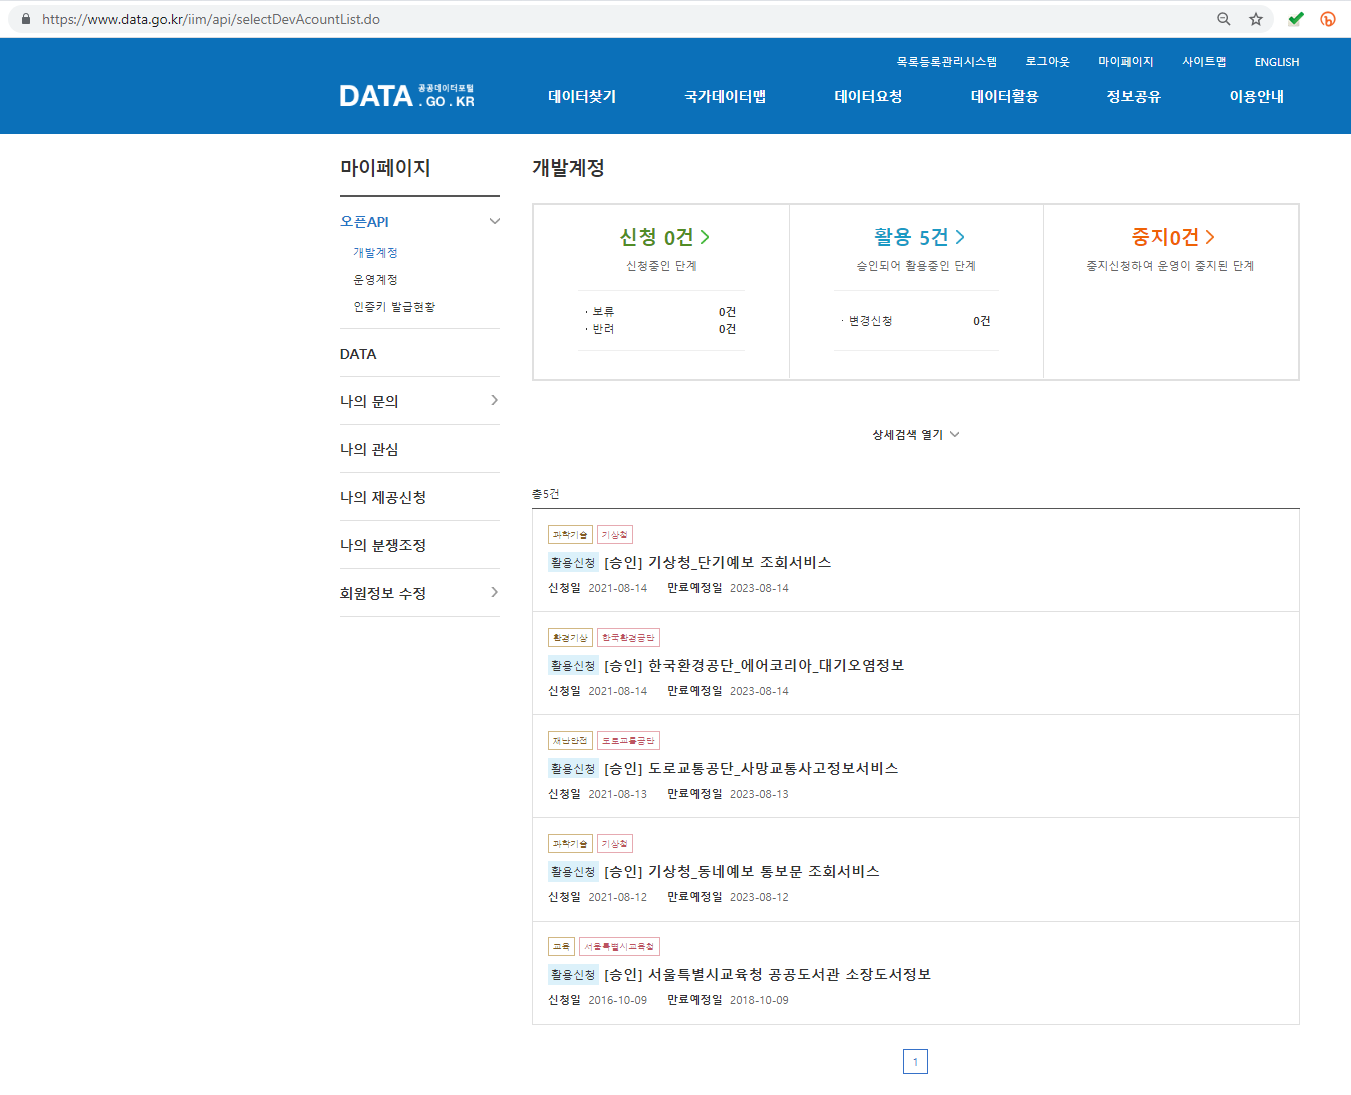 https://www.data.go.kr/iim/api/selectDevAcountList.do
목록등록관리시스템 로그아웃 마이페이지 사이트맵 ENGLISH
DATA 공공데이터포털 .GO.KR
데이터찾기 국가데이터맵 데이터요청 데이터활용 정보공유 이용안내
마이페이지
오픈API
개발계정
운영계정
인증키 발급현황
DATA
나의 문의
나의 관심
나의 제공신청
나의 분쟁조정
회원정보 수정
개발계정
신청 0건
신청중인 단계
· 보류 0건
· 반려 0건
활용 5건
승인되어 활용중인 단계
· 변경신청 0건
중지0건
중지신청하여 운영이 중지된 단계
상세검색 열기
총5건
과학기술 기상청
활용신청 [승인] 기상청_단기예보 조회서비스
신청일 2021-08-14 만료예정일 2023-08-14
환경기상 한국환경공단
활용신청 [승인] 한국환경공단_에어코리아_대기오염정보
신청일 2021-08-14 만료예정일 2023-08-14
재난안전 도로교통공단
활용신청 [승인] 도로교통공단_사망교통사고정보서비스
신청일 2021-08-13 만료예정일 2023-08-13
과학기술 기상청
활용신청 [승인] 기상청_동네예보 통보문 조회서비스
신청일 2021-08-12 만료예정일 2023-08-12
교육 서울특별시교육청
활용신청 [승인] 서울특별시교육청 공공도서관 소장도서정보
신청일 2016-10-09 만료예정일 2018-10-09
1